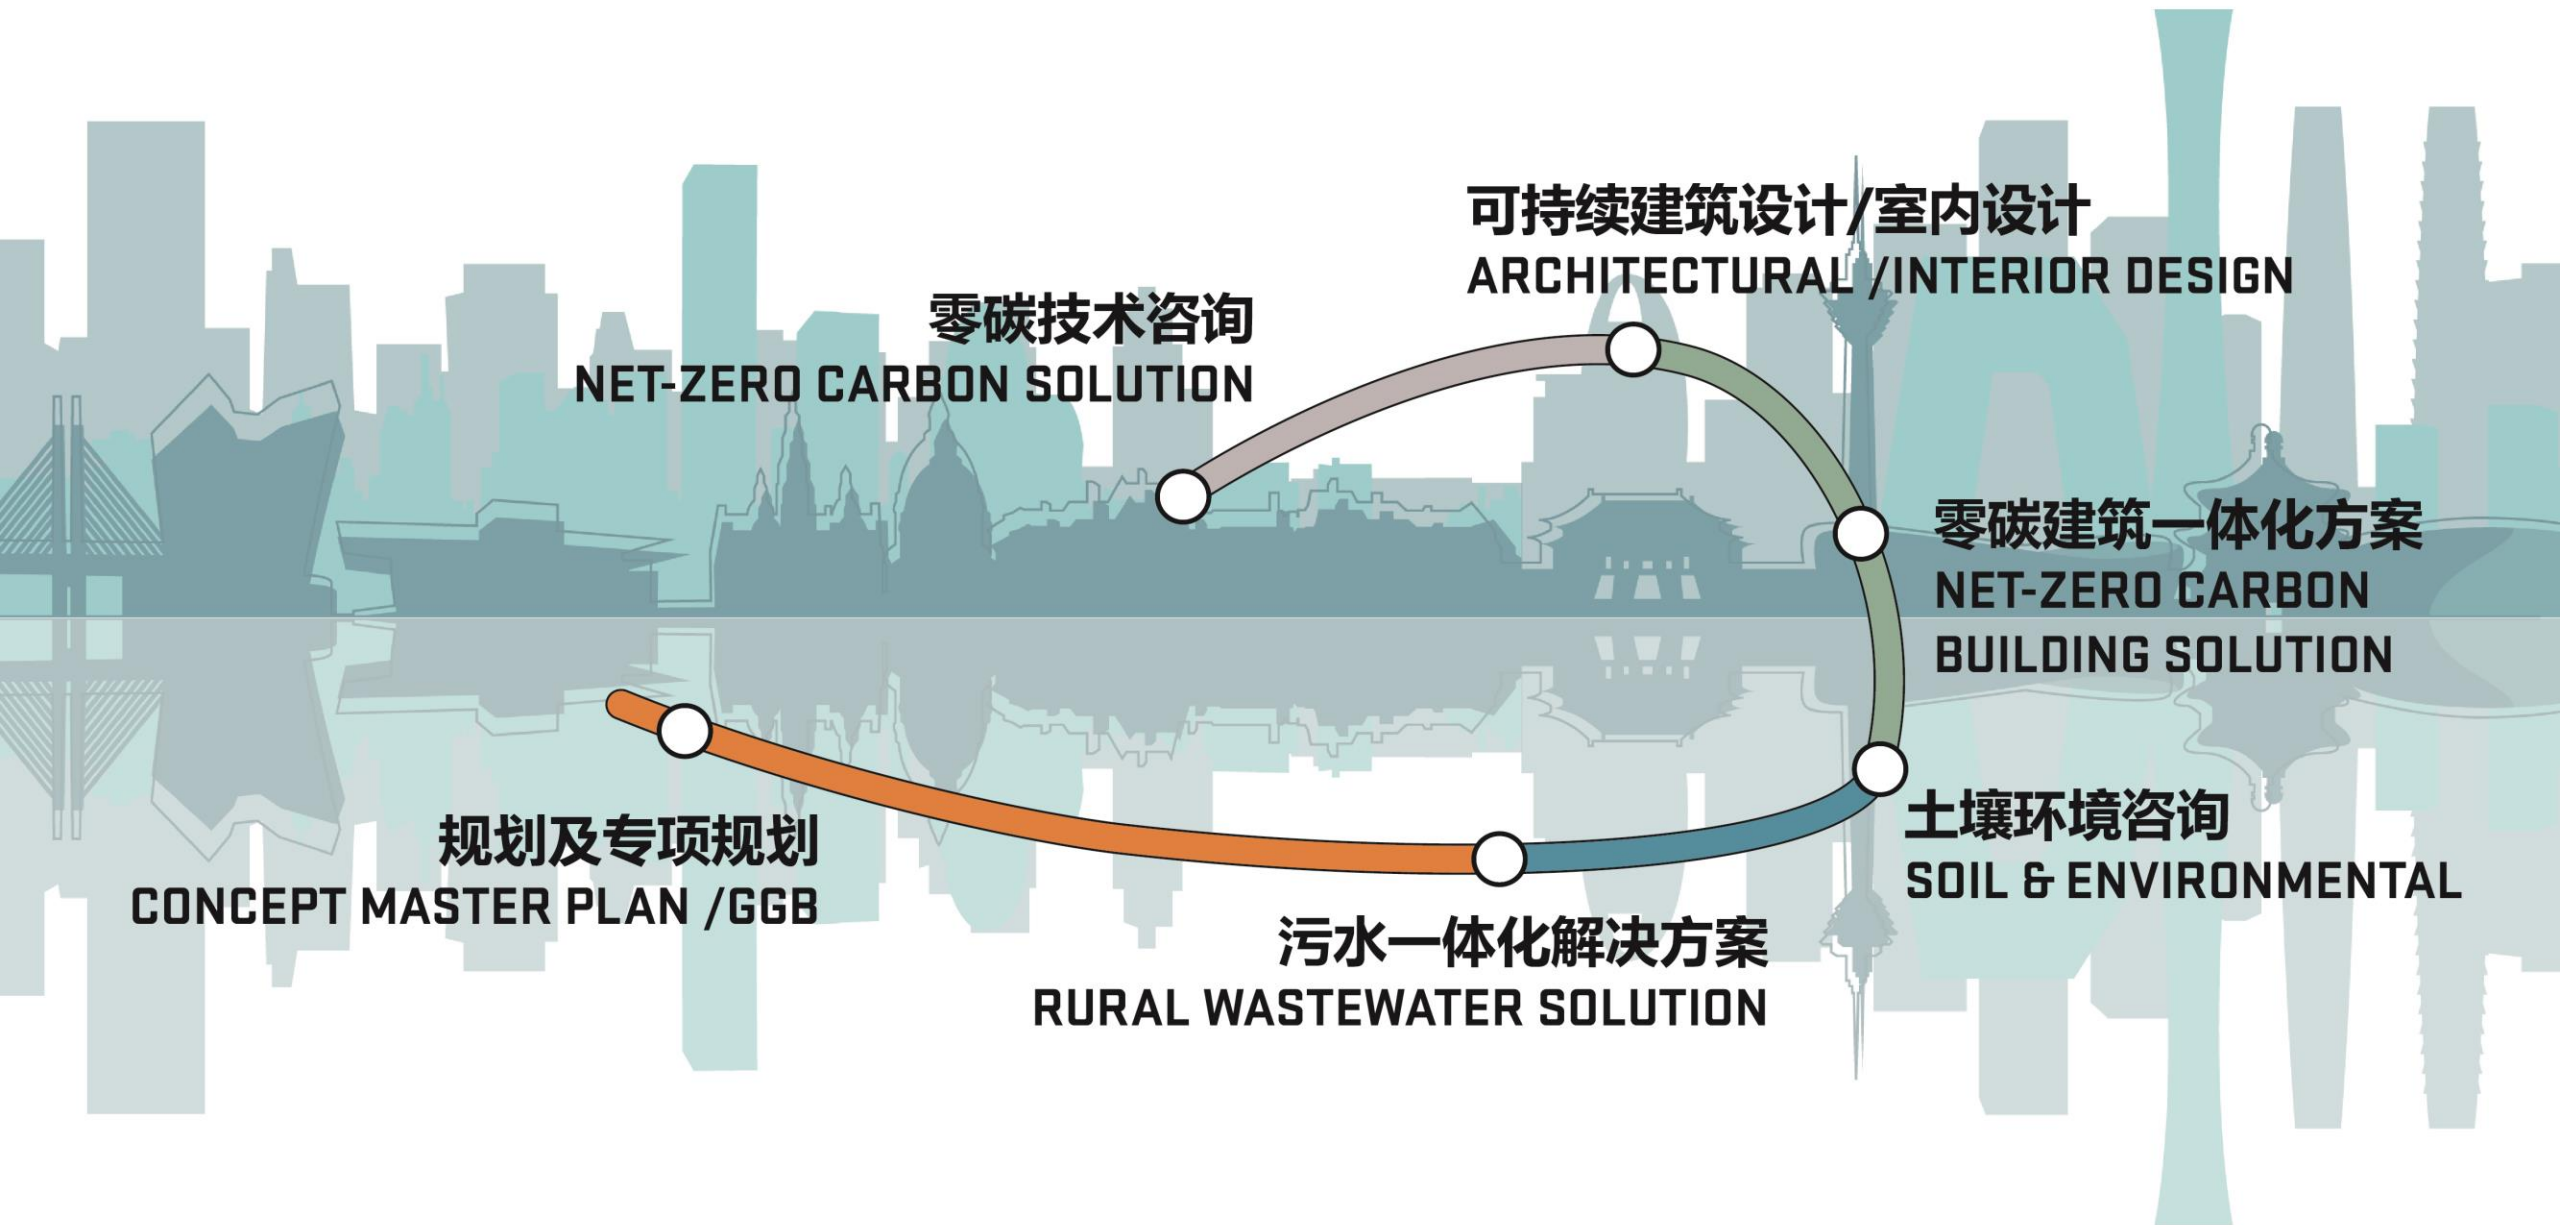 可持续建筑设计/室内设计
ARCHITECTURAL /INTERIOR DESIGN
零碳技术咨询
NET-ZERO CARBON SOLUTION
零碳建筑一体化方案
NET-ZERO CARBON
BUILDING SOLUTION
土壤环境咨询
SOIL & ENVIRONMENTAL
规划及专项规划
CONCEPT MASTER PLAN /GGB
污水一体化解决方案
RURAL WASTEWATER SOLUTION